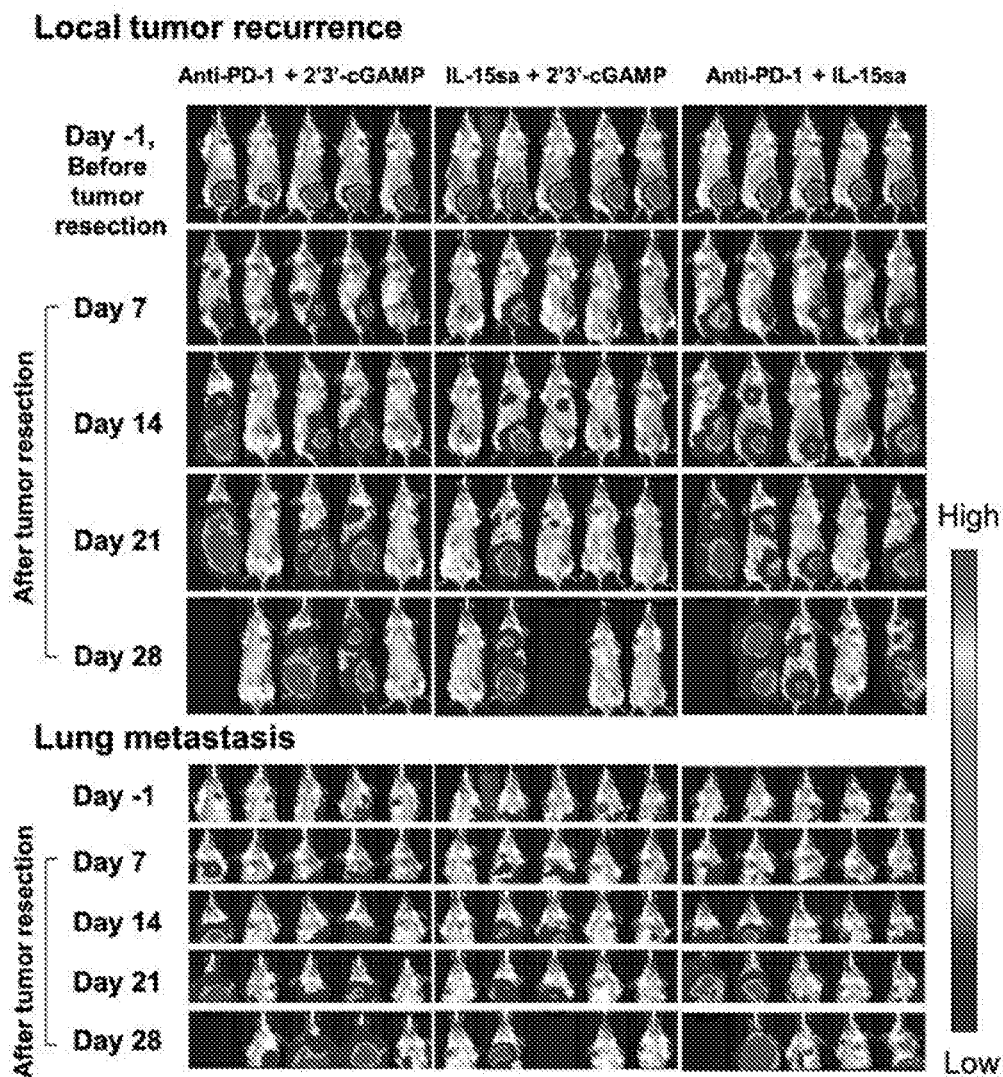 Local tumor recurrence
Anti-PD-1 + 2'3'-cGAMP IL-15sa + 2'3'-cGAMP Anti-PD-1 + IL-15sa
Day -1,
Before
tumor
resection
After tumor resection
Day 7
Day 14
Day 21
Day 28
High
Low
Lung metastasis
Day -1
After tumor resection
Day 7
Day 14
Day 21
Day 28